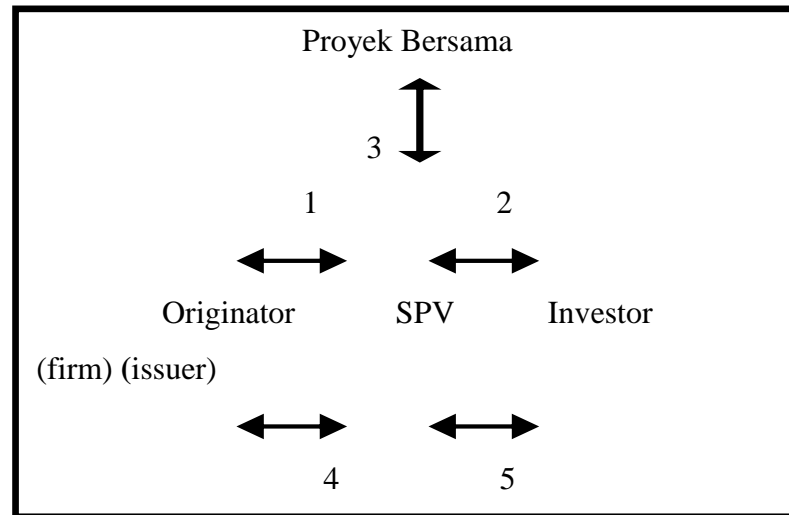 Proyek Bersama
3
1 2
Originator SPV Investor
(firm) (issuer)
4 5